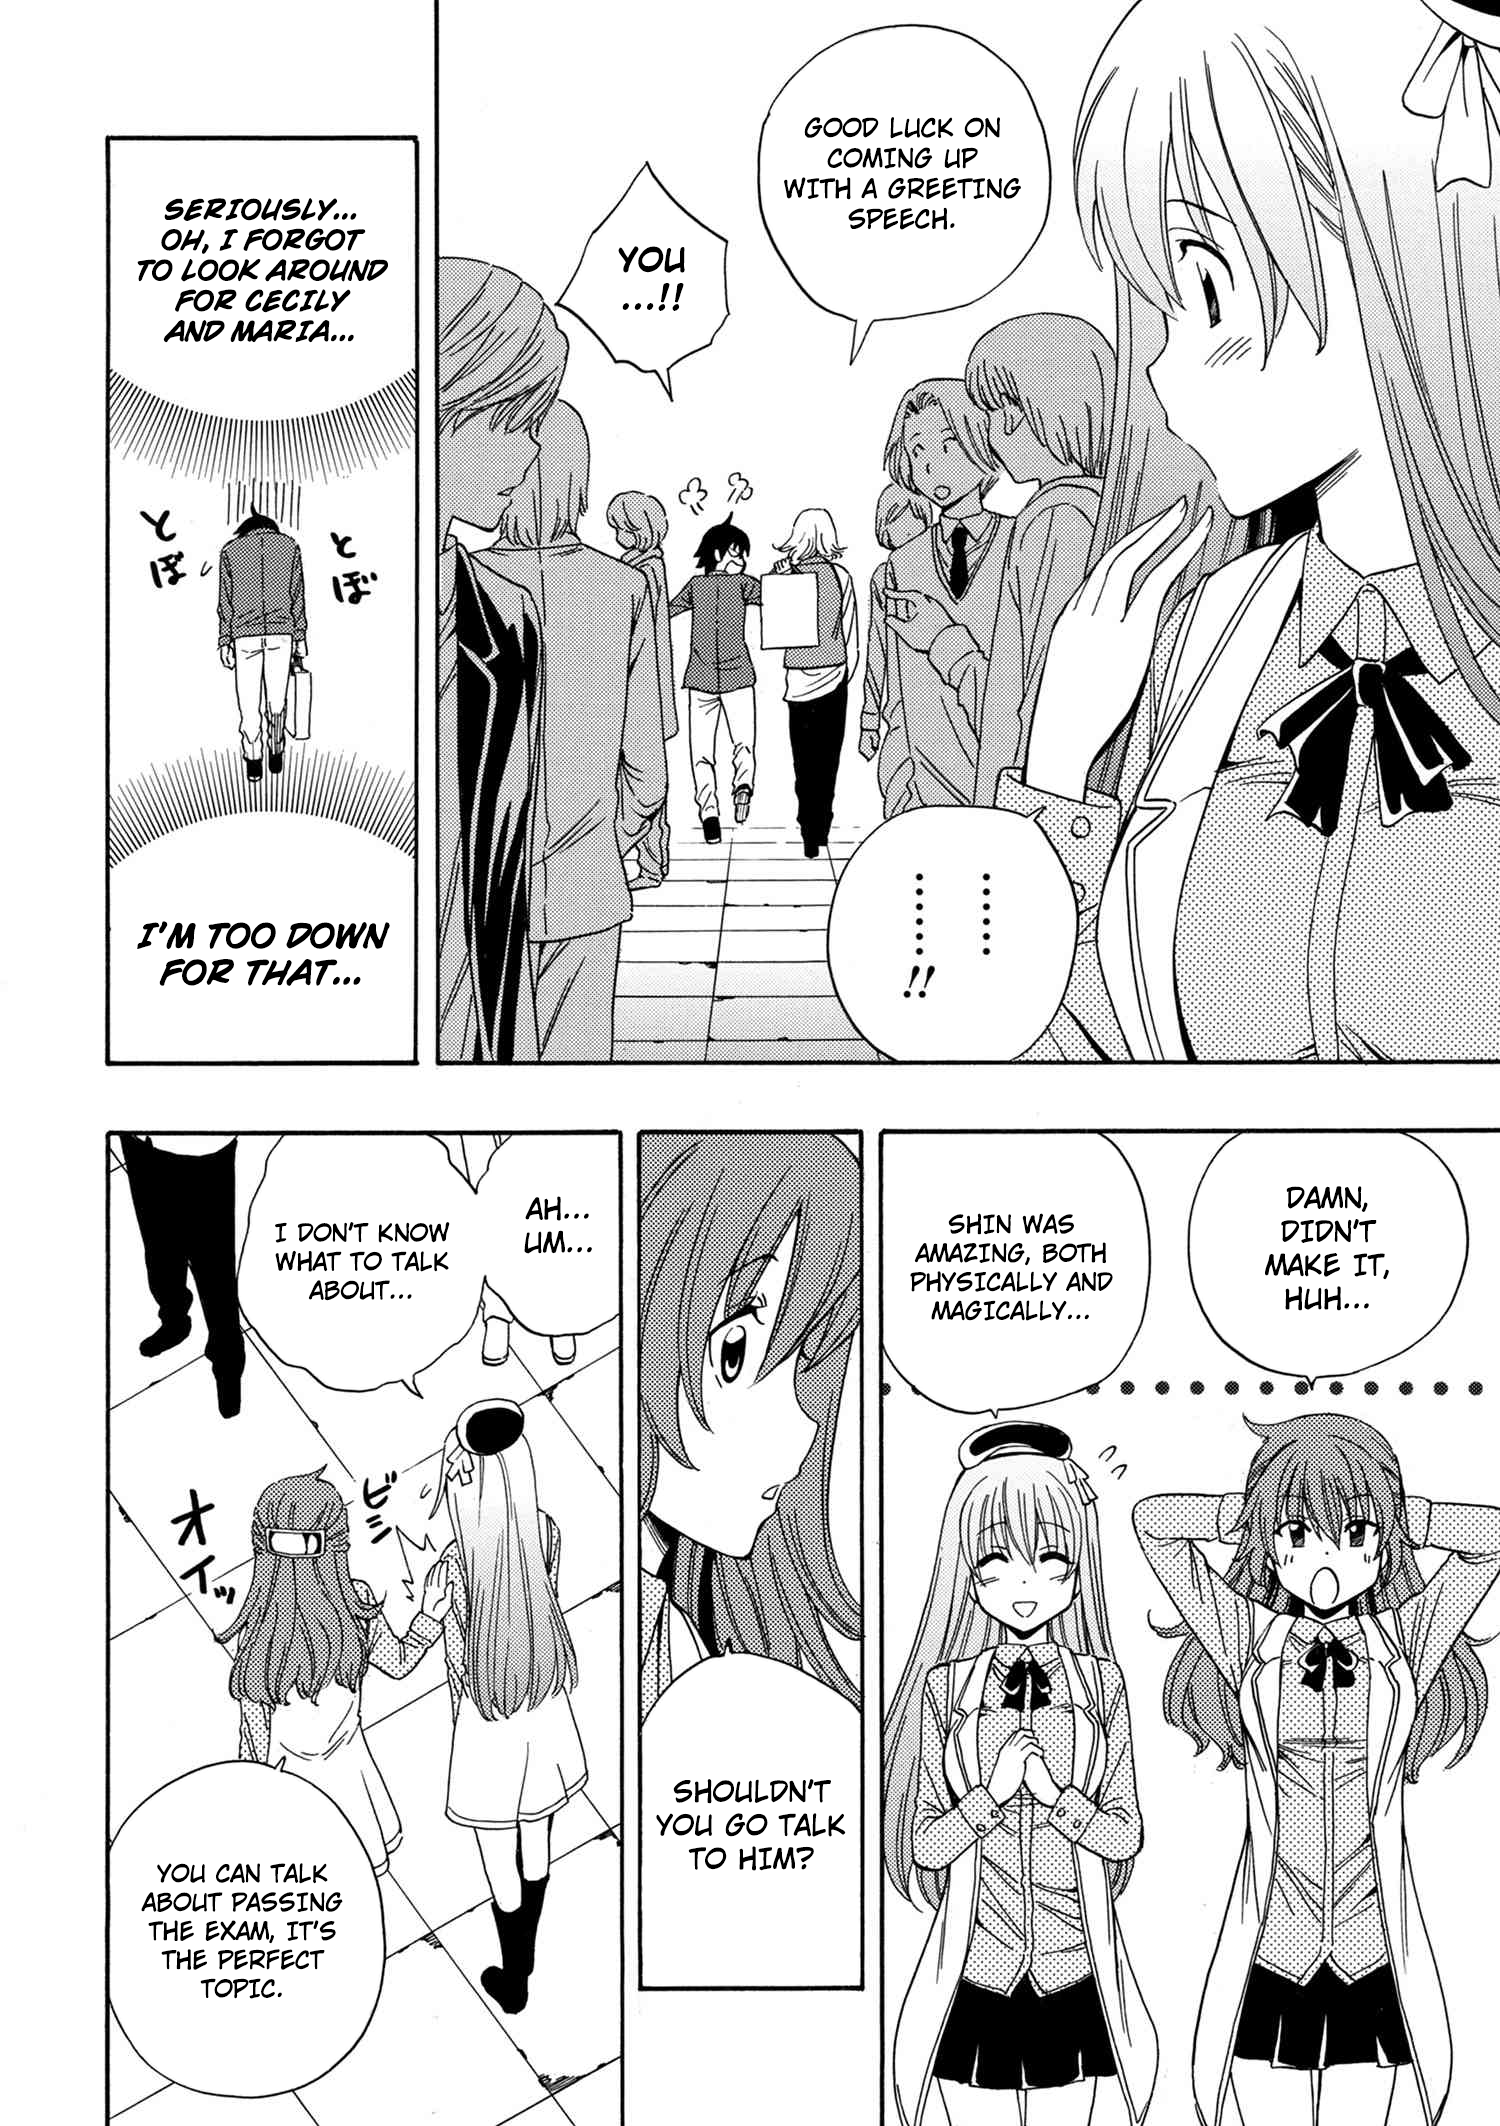 GOOD LUCK ON
COMING UP
WITH A GREETING
SPEECH.
YOU
...!!
......
......!!
SERIOUSLY...
OH, I FORGOT
TO LOOK AROUND
FOR CECILY
AND MARIA...
とぼ
とぼ
I'M TOO DOWN
FOR THAT...
DAMN,
DIDN'T
MAKE IT,
HUH...
SHIN WAS
AMAZING, BOTH
PHYSICALLY AND
MAGICALLY...
SHOULDN'T
YOU GO TALK
TO HIM?
AH...
UM...
I DON'T KNOW
WHAT TO TALK
ABOUT...
ビシ
オイッ
YOU CAN TALK
ABOUT PASSING
THE EXAM, IT'S
THE PERFECT
TOPIC.